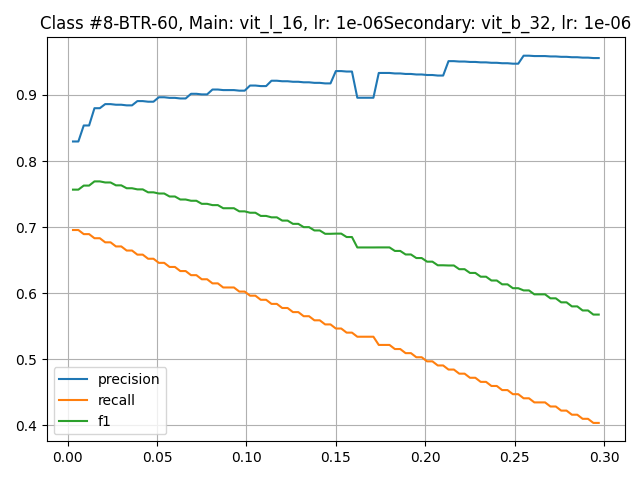 Class #8-BTR-60, Main: vit_l_16, lr: 1e-06Secondary: vit_b_32, lr: 1e-06
0.9
0.8
0.7
0.6
0.5
0.4
precision
recall
f1
0.00 0.05 0.10 0.15 0.20 0.25 0.30